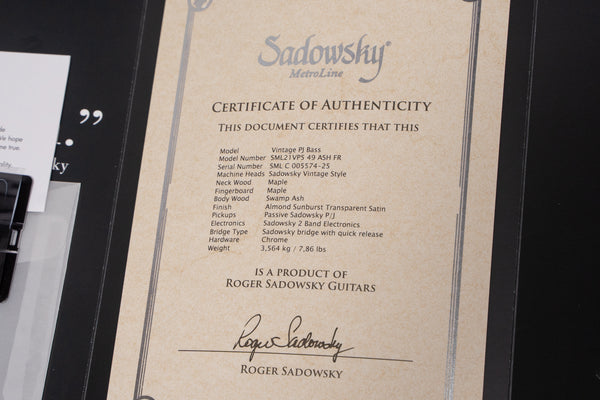 Sadowsky®
MetroLine
CERTIFICATE OF AUTHENTICITY
THIS DOCUMENT CERTIFIES THAT THIS
Model Vintage PJ Bass
Model Number SML21VP5 49 ASH FR
Serial Number SML C 005574-25
Machine Heads Sadowsky Vintage Style
Neck Wood Maple
Fingerboard Maple
Body Wood Swamp Ash
Finish Almond Sunburst Transparent Satin
Pickups Passive Sadowsky P/J
Electronics Sadowsky 2 Band Electronics
Bridge Type Sadowsky bridge with quick release
Hardware Chrome
Weight 3,564 kg / 7,86 lbs
IS A PRODUCT OF
ROGER SADOWSKY GUITARS
Roger Sadowsky
ROGER SADOWSKY
hope
true.
”